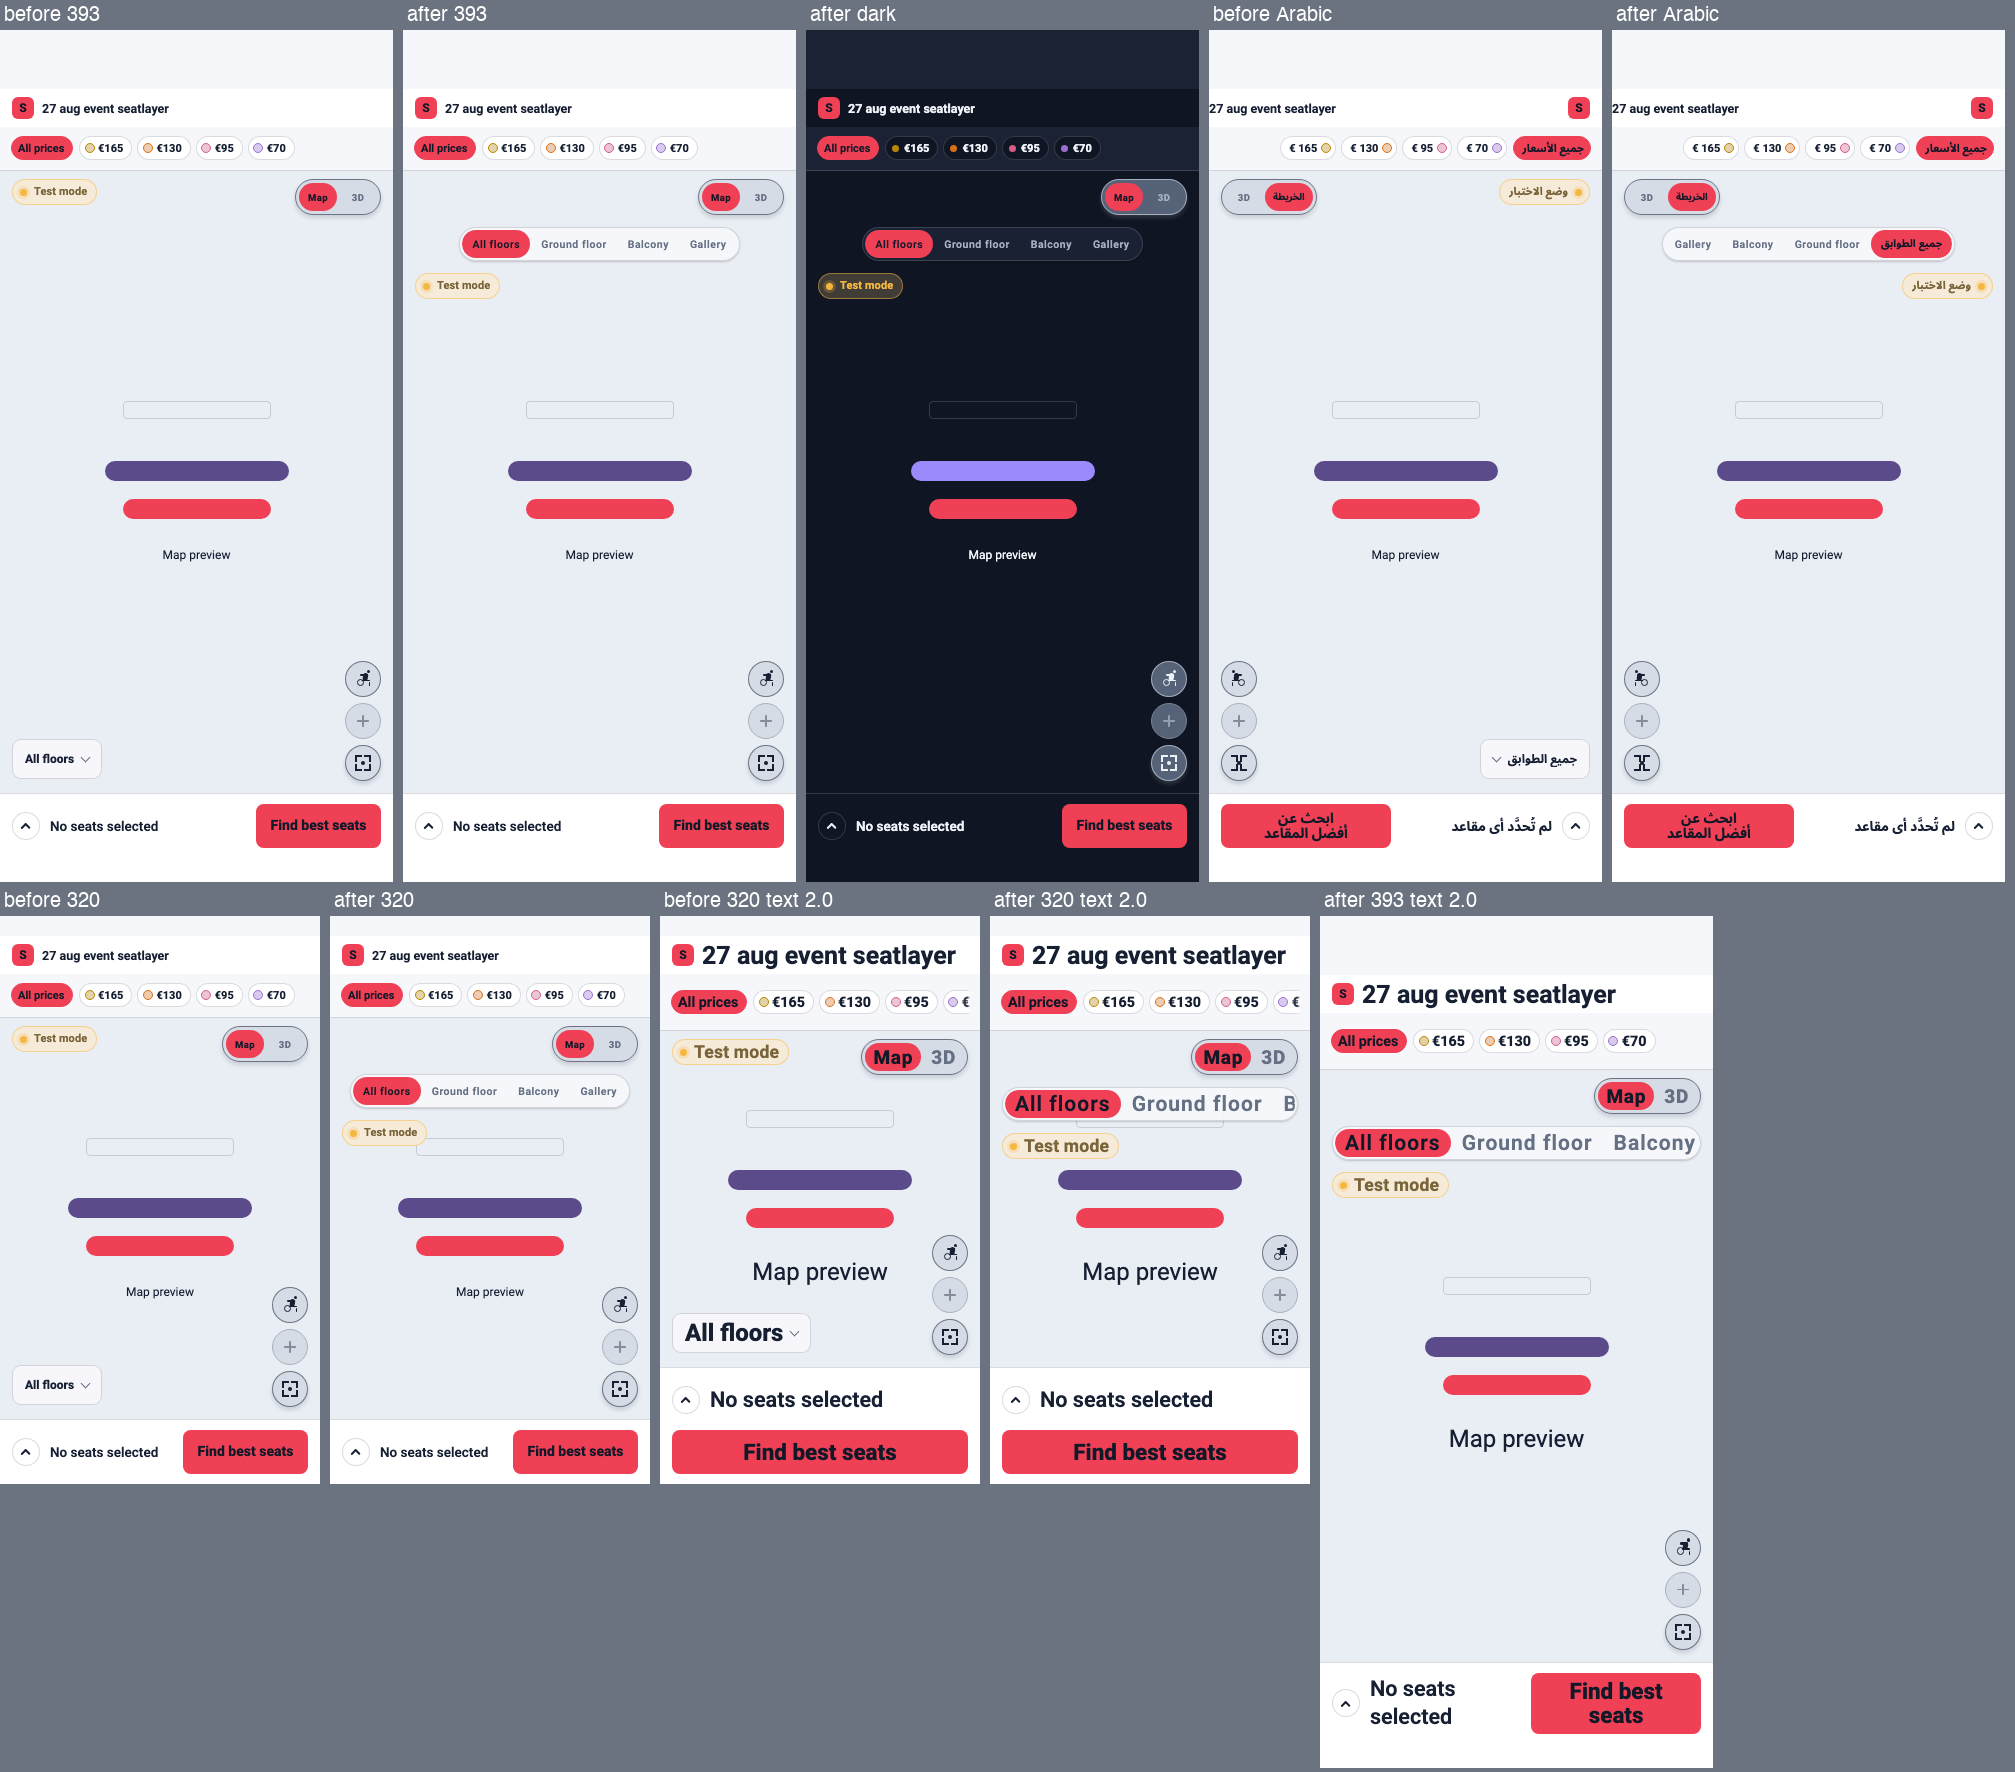 before 393
S 27 aug event seatlayer
All prices €165 €130 €95 €70
Test mode
Map 3D
Map preview
All floors
No seats selected
Find best seats
after 393
S 27 aug event seatlayer
All prices €165 €130 €95 €70
Map 3D
All floors Ground floor Balcony Gallery
Test mode
Map preview
No seats selected
Find best seats
after dark
S 27 aug event seatlayer
All prices €165 €130 €95 €70
Map 3D
All floors Ground floor Balcony Gallery
Test mode
Map preview
No seats selected
Find best seats
before Arabic
27 aug event seatlayer S
€ 165 € 130 € 95 € 70 جميع الأسعار
3D الخريطة
وضع الاختبار
Map preview
جميع الطوابق
ابحث عن
أفضل المقاعد
لم تُحدَّد أي مقاعد
after Arabic
27 aug event seatlayer S
€ 165 € 130 € 95 € 70 جميع الأسعار
3D الخريطة
Gallery Balcony Ground floor جميع الطوابق
وضع الاختبار
Map preview
ابحث عن
أفضل المقاعد
لم تُحدَّد أي مقاعد
before 320
S 27 aug event seatlayer
All prices €165 €130 €95 €70
Test mode
Map 3D
Map preview
All floors
No seats selected
Find best seats
after 320
S 27 aug event seatlayer
All prices €165 €130 €95 €70
Map 3D
All floors Ground floor Balcony Gallery
Test mode
Map preview
No seats selected
Find best seats
before 320 text 2.0
S 27 aug event seatlayer
All prices €165 €130 €95 €
Test mode
Map 3D
Map preview
All floors
No seats selected
Find best seats
after 320 text 2.0
S 27 aug event seatlayer
All prices €165 €130 €95 €
Map 3D
All floors Ground floor B
Test mode
Map preview
No seats selected
Find best seats
after 393 text 2.0
S 27 aug event seatlayer
All prices €165 €130 €95 €70
Map 3D
All floors Ground floor Balcony
Test mode
Map preview
No seats
selected
Find best
seats